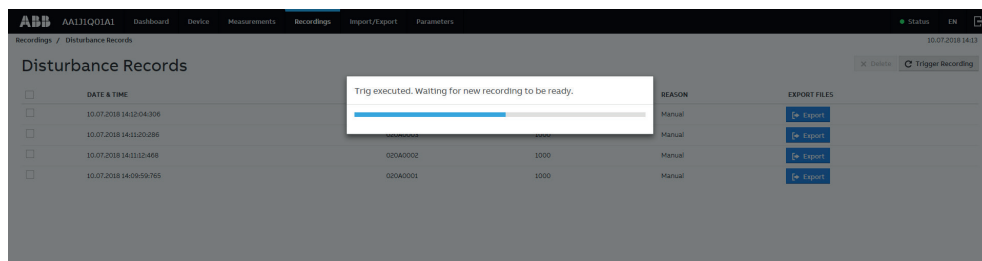 ABB AA1J1Q01A1 Dashboard Device Measurements Recordings Import/Export Parameters Status EN
Recordings / Disturbance Records 10.07.2018 14:13
Disturbance Records Delete Trigger Recording
Trig executed. Waiting for new recording to be ready.
DATE & TIME REASON EXPORT FILES
10.07.2018 14:12:04:306 Manual Export
10.07.2018 14:11:20:286 020A0003 1000 Manual Export
10.07.2018 14:11:12:468 020A0002 1000 Manual Export
10.07.2018 14:09:59:765 020A0001 1000 Manual Export